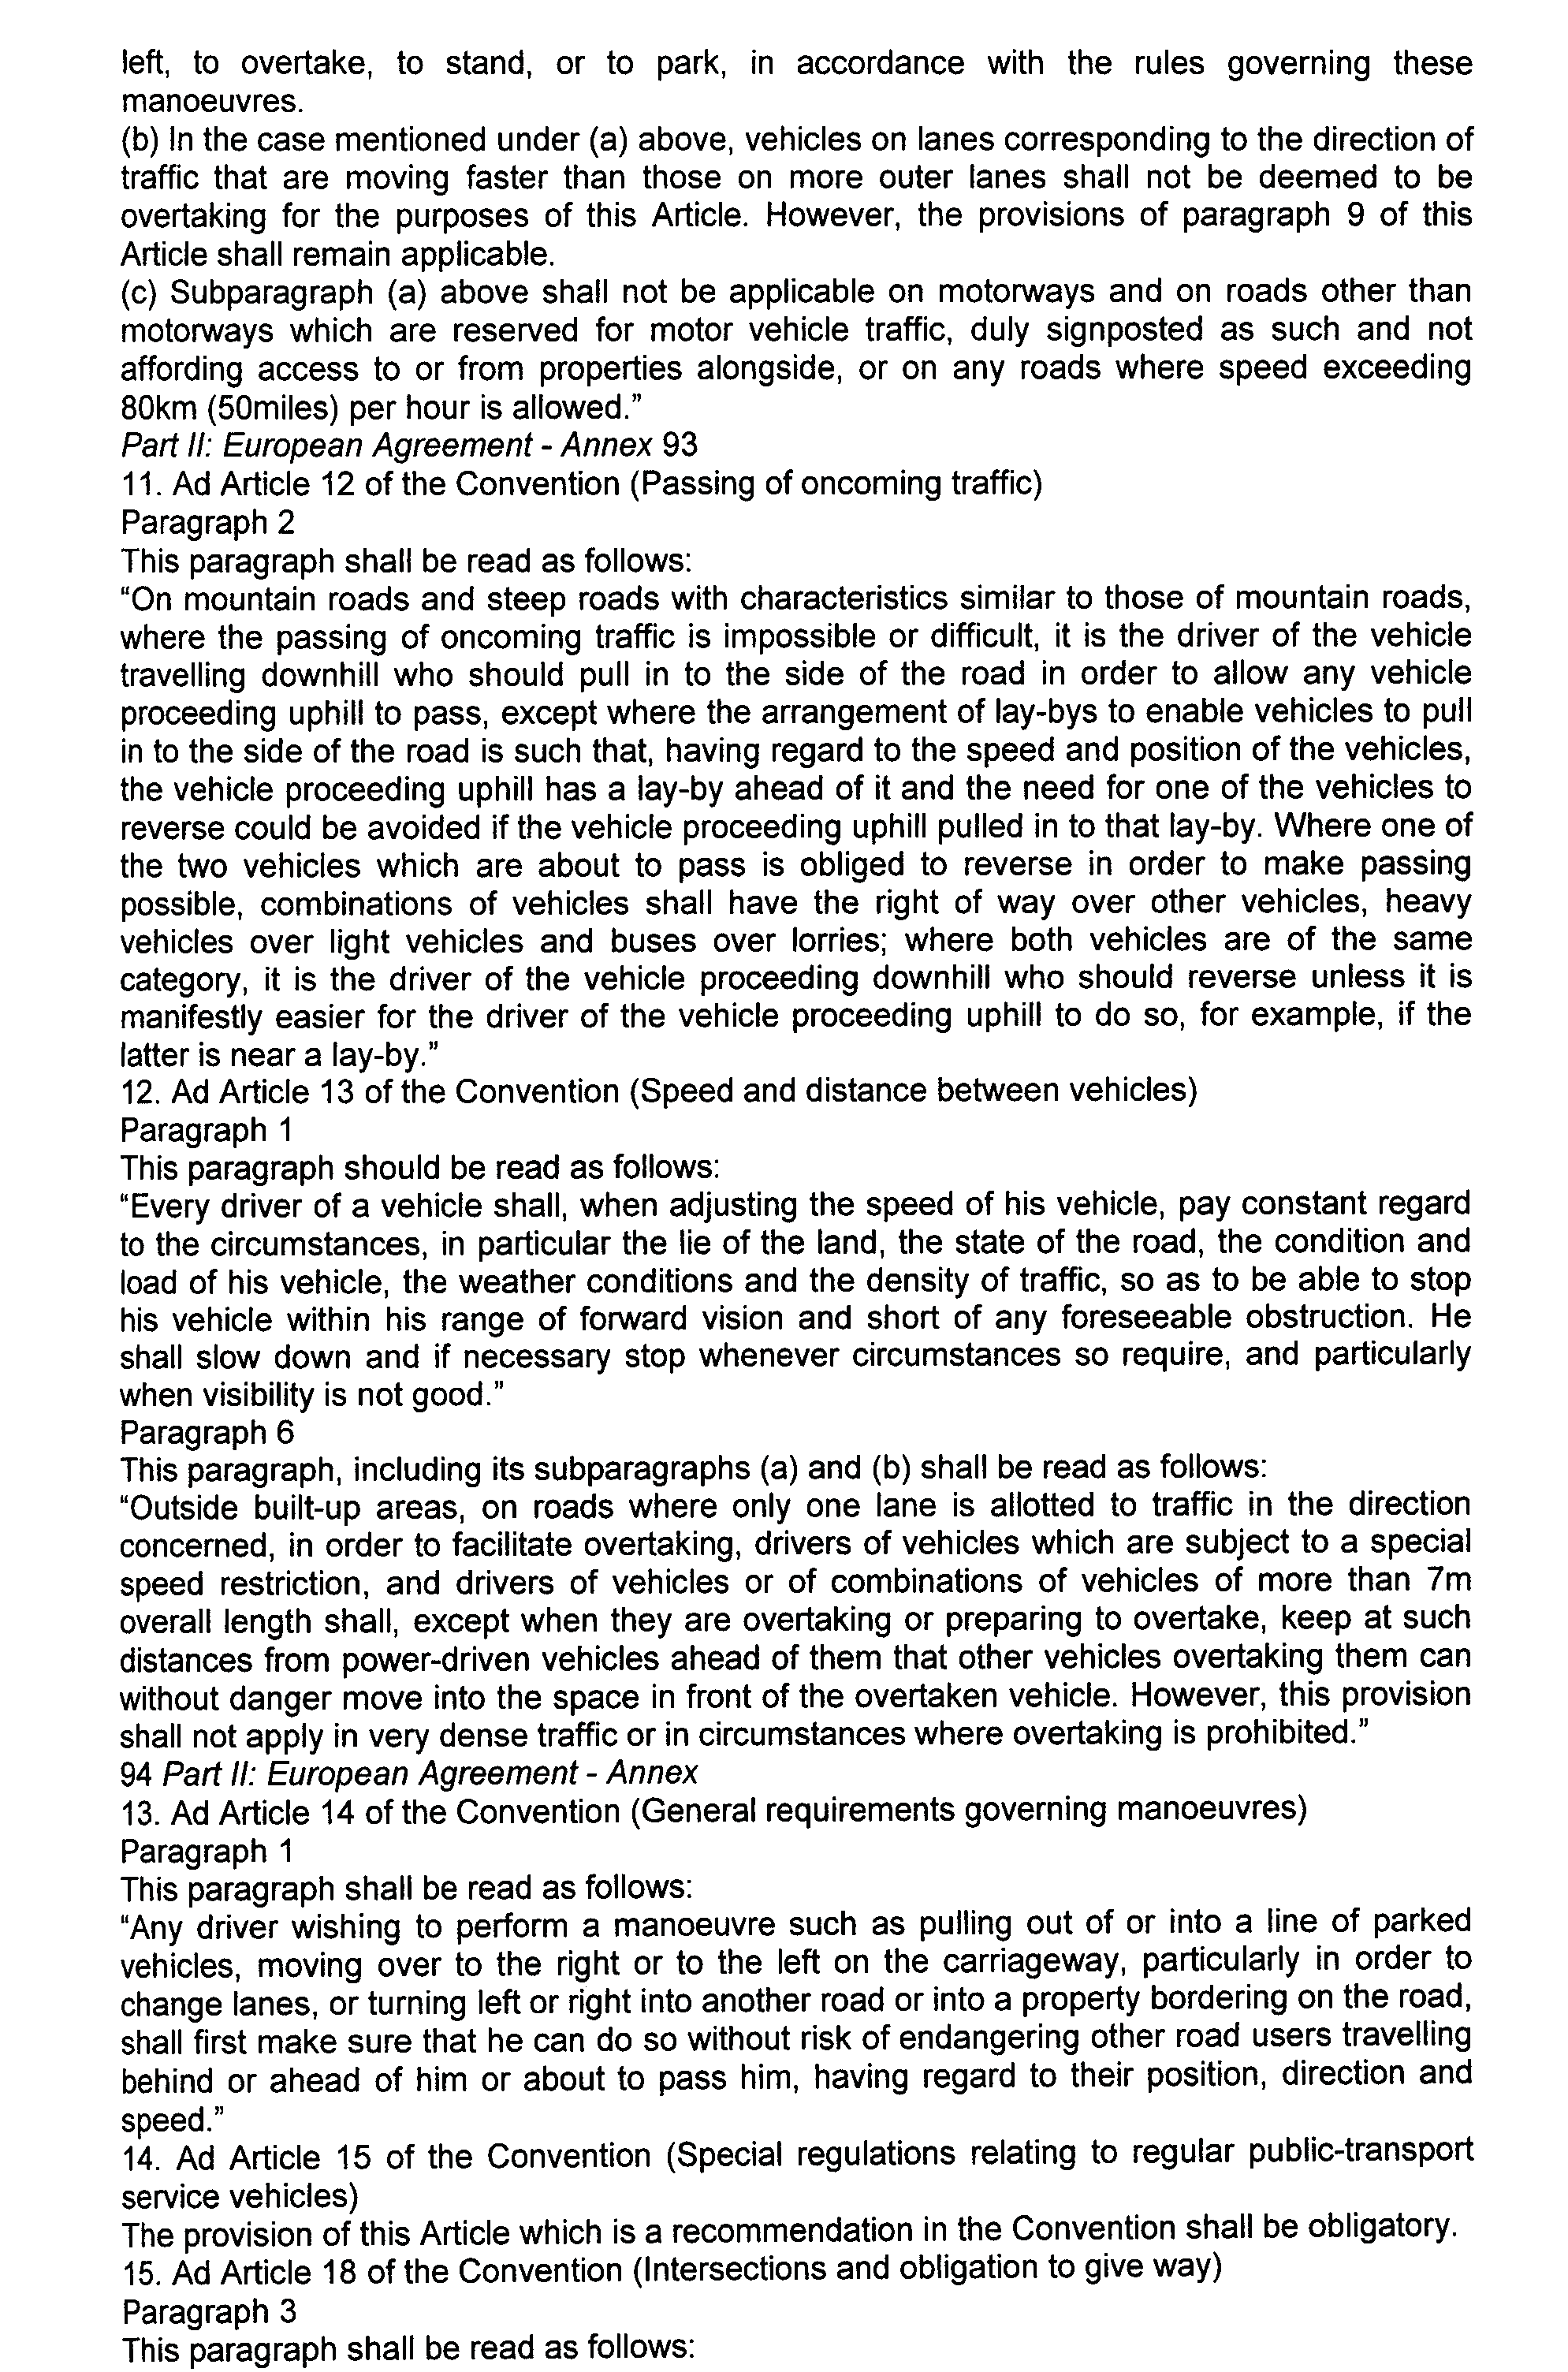 left, to overtake, to stand, or to park, in accordance with the rules governing these
manoeuvres.
(b) In the case mentioned under (a) above, vehicles on lanes corresponding to the direction of
traffic that are moving faster than those on more outer lanes shall not be deemed to be
overtaking for the purposes of this Article. However, the provisions of paragraph 9 of this
Article shall remain applicable.
(c) Subparagraph (a) above shall not be applicable on motorways and on roads other than
motorways which are reserved for motor vehicle traffic, duly signposted as such and not
affording access to or from properties alongside, or on any roads where speed exceeding
80km (50miles) per hour is allowed.”
Part II: European Agreement - Annex 93
11. Ad Article 12 of the Convention (Passing of oncoming traffic)
Paragraph 2
This paragraph shall be read as follows:
“On mountain roads and steep roads with characteristics similar to those of mountain roads,
where the passing of oncoming traffic is impossible or difficult, it is the driver of the vehicle
travelling downhill who should pull in to the side of the road in order to allow any vehicle
proceeding uphill to pass, except where the arrangement of lay-bys to enable vehicles to pull
in to the side of the road is such that, having regard to the speed and position of the vehicles,
the vehicle proceeding uphill has a lay-by ahead of it and the need for one of the vehicles to
reverse could be avoided if the vehicle proceeding uphill pulled in to that lay-by. Where one of
the two vehicles which are about to pass is obliged to reverse in order to make passing
possible, combinations of vehicles shall have the right of way over other vehicles, heavy
vehicles over light vehicles and buses over lorries; where both vehicles are of the same
category, it is the driver of the vehicle proceeding downhill who should reverse unless it is
manifestly easier for the driver of the vehicle proceeding uphill to do so, for example, if the
latter is near a lay-by.”
12. Ad Article 13 of the Convention (Speed and distance between vehicles)
Paragraph 1
This paragraph should be read as follows:
“Every driver of a vehicle shall, when adjusting the speed of his vehicle, pay constant regard
to the circumstances, in particular the lie of the land, the state of the road, the condition and
load of his vehicle, the weather conditions and the density of traffic, so as to be able to stop
his vehicle within his range of forward vision and short of any foreseeable obstruction. He
shall slow down and if necessary stop whenever circumstances so require, and particularly
when visibility is not good.”
Paragraph 6
This paragraph, including its subparagraphs (a) and (b) shall be read as follows:
“Outside built-up areas, on roads where only one lane is allotted to traffic in the direction
concerned, in order to facilitate overtaking, drivers of vehicles which are subject to a special
speed restriction, and drivers of vehicles or of combinations of vehicles of more than 7m
overall length shall, except when they are overtaking or preparing to overtake, keep at such
distances from power-driven vehicles ahead of them that other vehicles overtaking them can
without danger move into the space in front of the overtaken vehicle. However, this provision
shall not apply in very dense traffic or in circumstances where overtaking is prohibited.”
94 Part II: European Agreement - Annex
13. Ad Article 14 of the Convention (General requirements governing manoeuvres)
Paragraph 1
This paragraph shall be read as follows:
“Any driver wishing to perform a manoeuvre such as pulling out of or into a line of parked
vehicles, moving over to the right or to the left on the carriageway, particularly in order to
change lanes, or turning left or right into another road or into a property bordering on the road,
shall first make sure that he can do so without risk of endangering other road users travelling
behind or ahead of him or about to pass him, having regard to their position, direction and
speed.”
14. Ad Article 15 of the Convention (Special regulations relating to regular public-transport
service vehicles)
The provision of this Article which is a recommendation in the Convention shall be obligatory.
15. Ad Article 18 of the Convention (Intersections and obligation to give way)
Paragraph 3
This paragraph shall be read as follows: